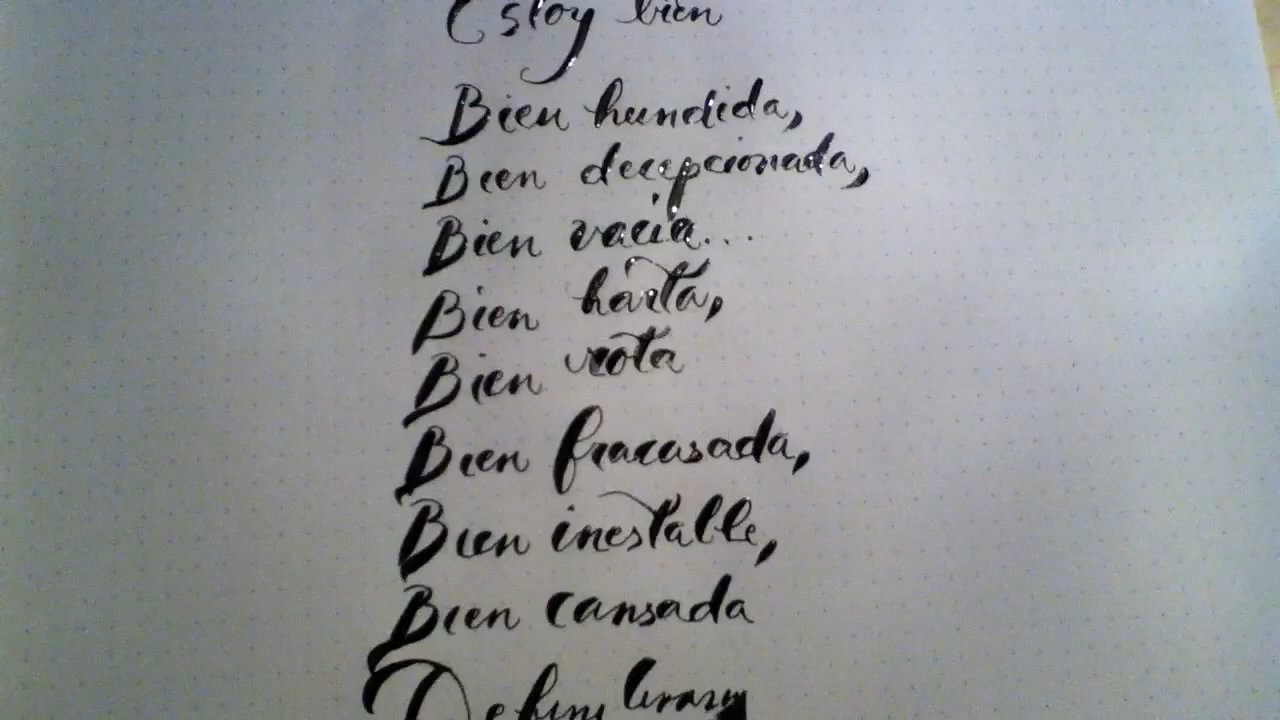 Estoy bien
Bien hundida,
Bien decepcionada,
Bien vacía...
Bien harta,
Bien rota
Bien fracasada,
Bien inestable,
Bien cansada